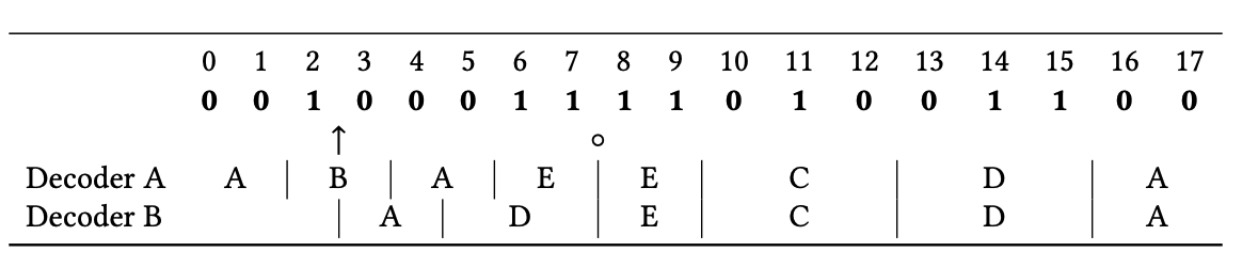 0 1 2 3 4 5 6 7 8 9 10 11 12 13 14 15 16 17
0 0 1 0 0 0 1 1 1 1 0 1 0 0 1 1 0 0
↑ ∘
Decoder A A | B | A | E | E | C | D | A
Decoder B | A | D | E | C | D | A